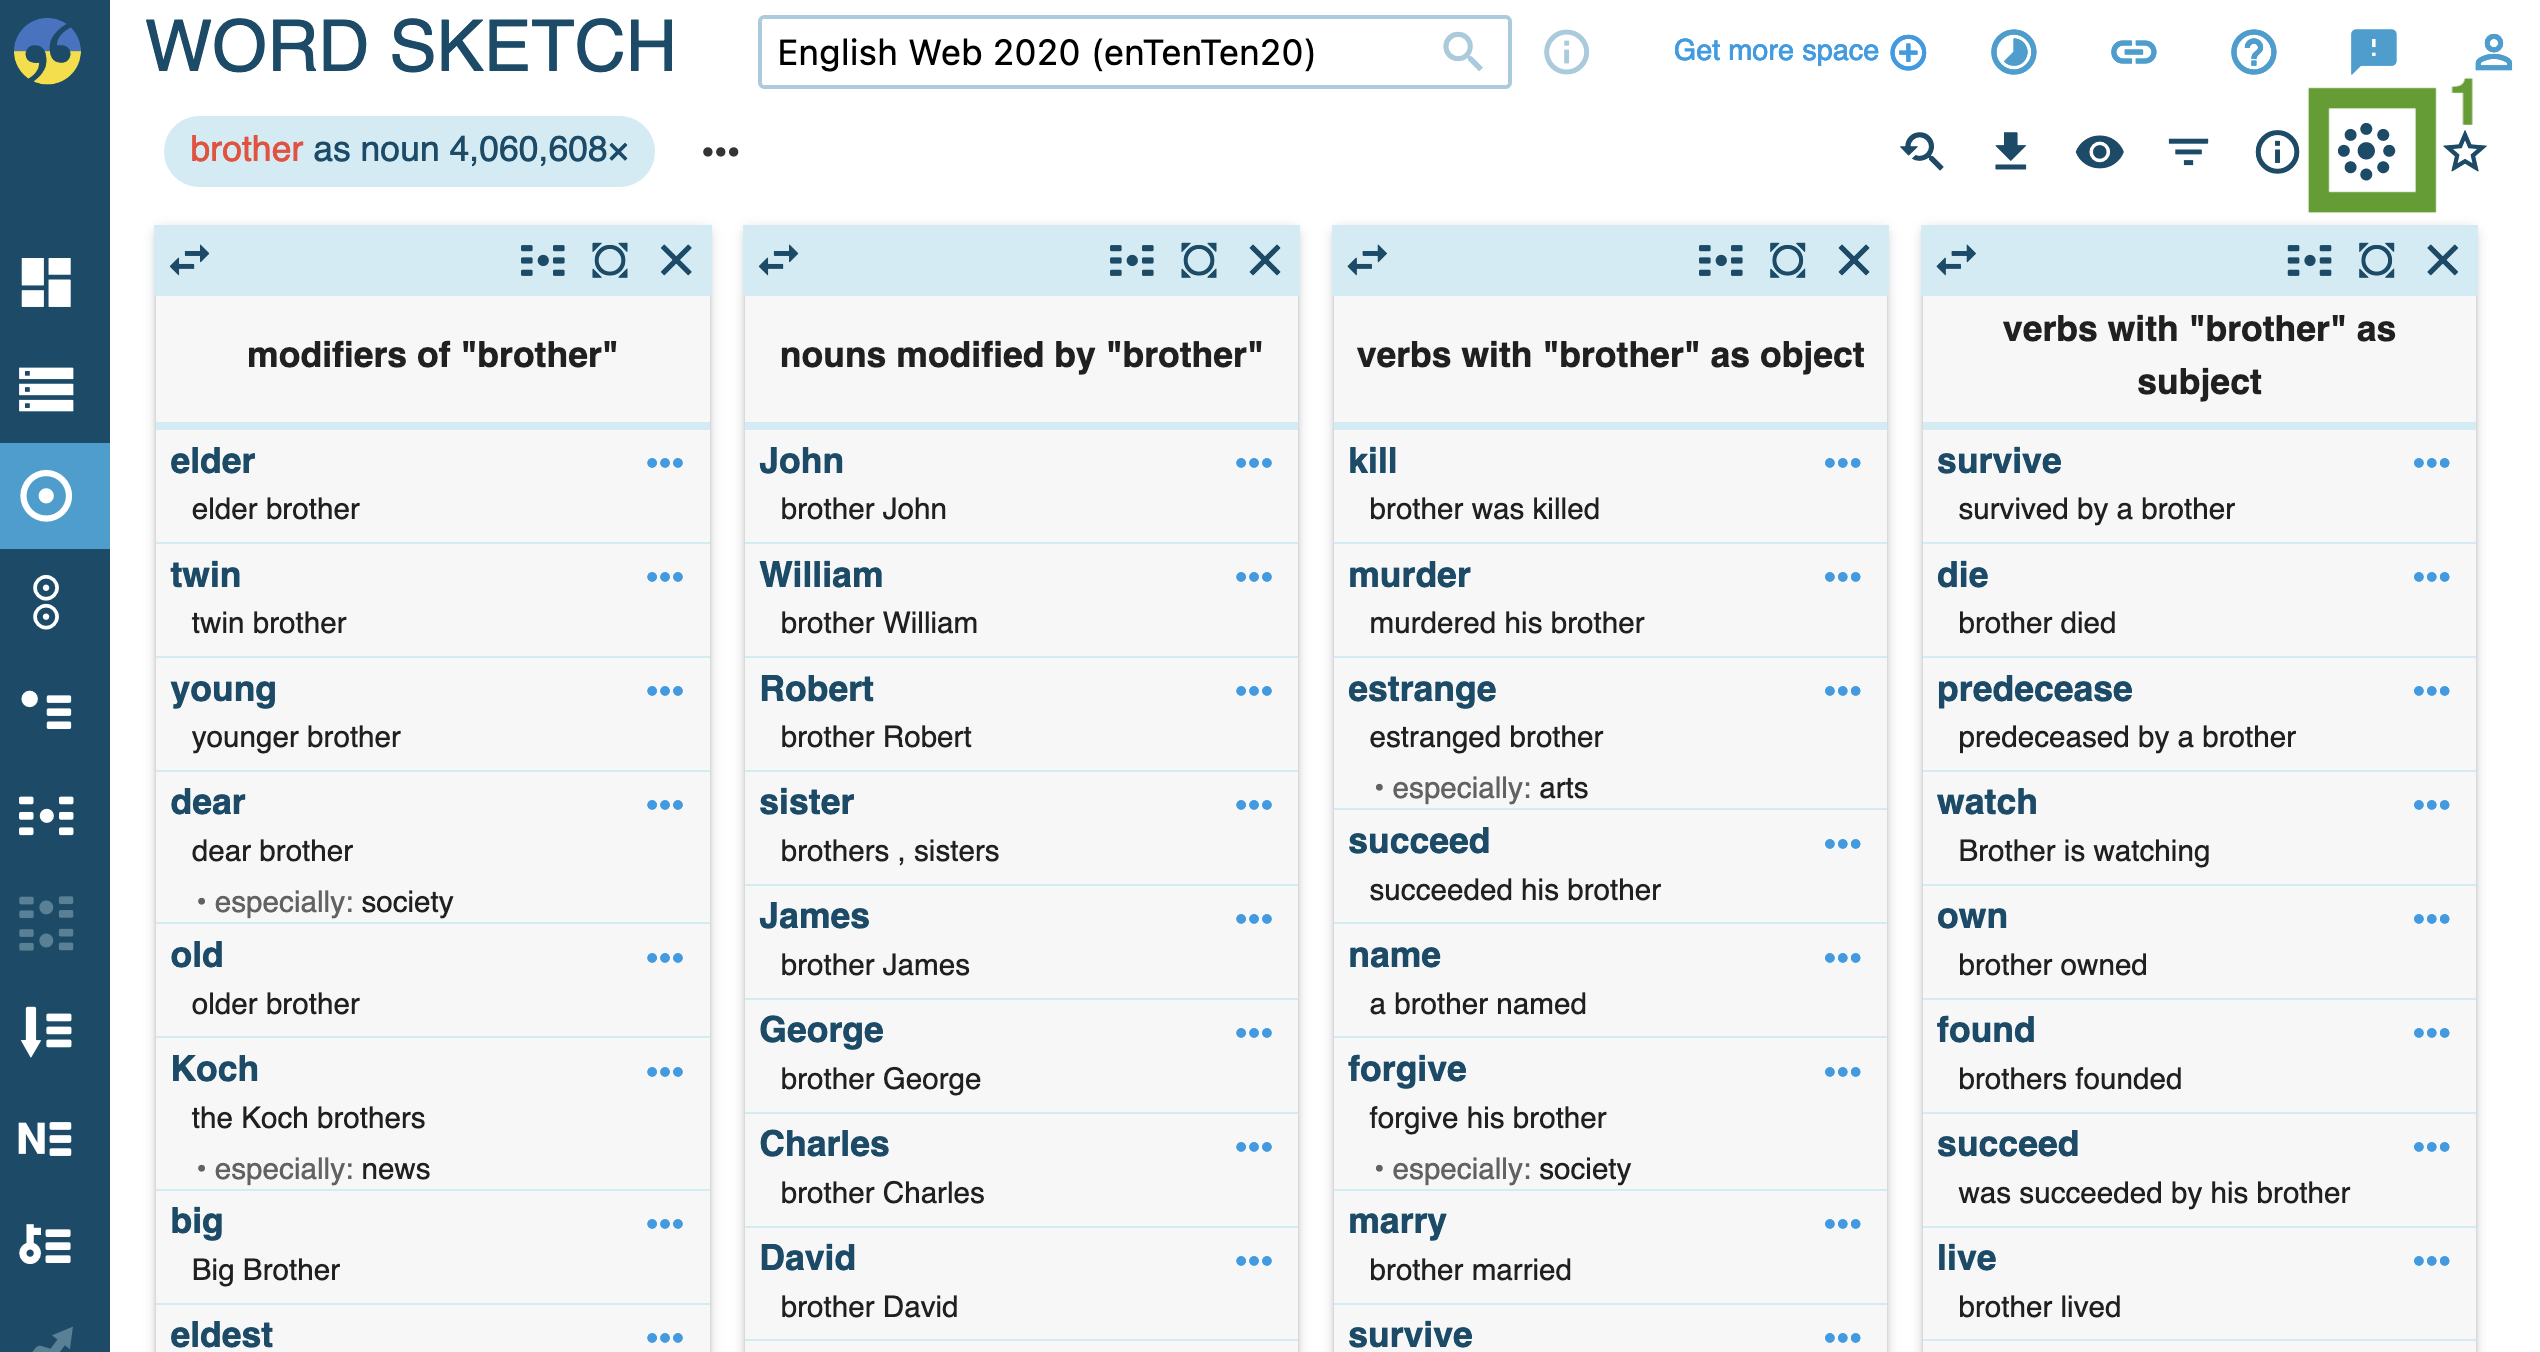 WORD SKETCH
English Web 2020 (enTenTen20)
Get more space
1
brother as noun 4,060,608×
modifiers of "brother"
elder
elder brother
twin
twin brother
young
younger brother
dear
dear brother
• especially: society
old
older brother
Koch
the Koch brothers
• especially: news
big
Big Brother
eldest
nouns modified by "brother"
John
brother John
William
brother William
Robert
brother Robert
sister
brothers , sisters
James
brother James
George
brother George
Charles
brother Charles
David
brother David
verbs with "brother" as object
kill
brother was killed
murder
murdered his brother
estrange
estranged brother
• especially: arts
succeed
succeeded his brother
name
a brother named
forgive
forgive his brother
• especially: society
marry
brother married
survive
verbs with "brother" as
subject
survive
survived by a brother
die
brother died
predecease
predeceased by a brother
watch
Brother is watching
own
brother owned
found
brothers founded
succeed
was succeeded by his brother
live
brother lived